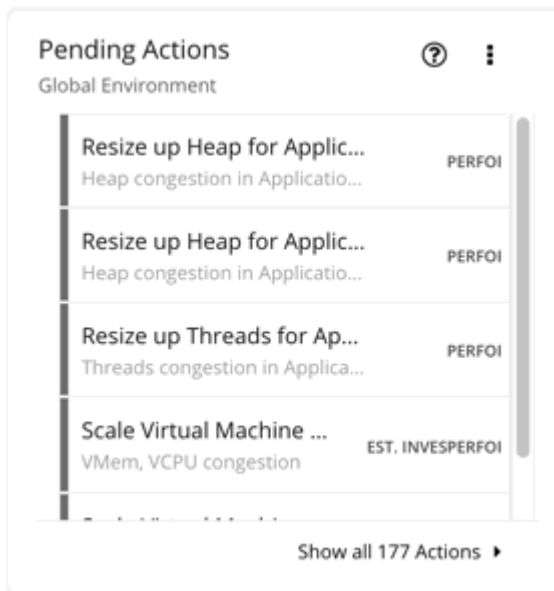 Pending Actions
Global Environment
Resize up Heap for Applic...
Heap congestion in Applicatio...
PERFOI
Resize up Heap for Applic...
Heap congestion in Applicatio...
PERFOI
Resize up Threads for Ap...
Threads congestion in Applica...
PERFOI
Scale Virtual Machine ...
VMem, VCPU congestion
EST. INVESPERFOI
Show all 177 Actions